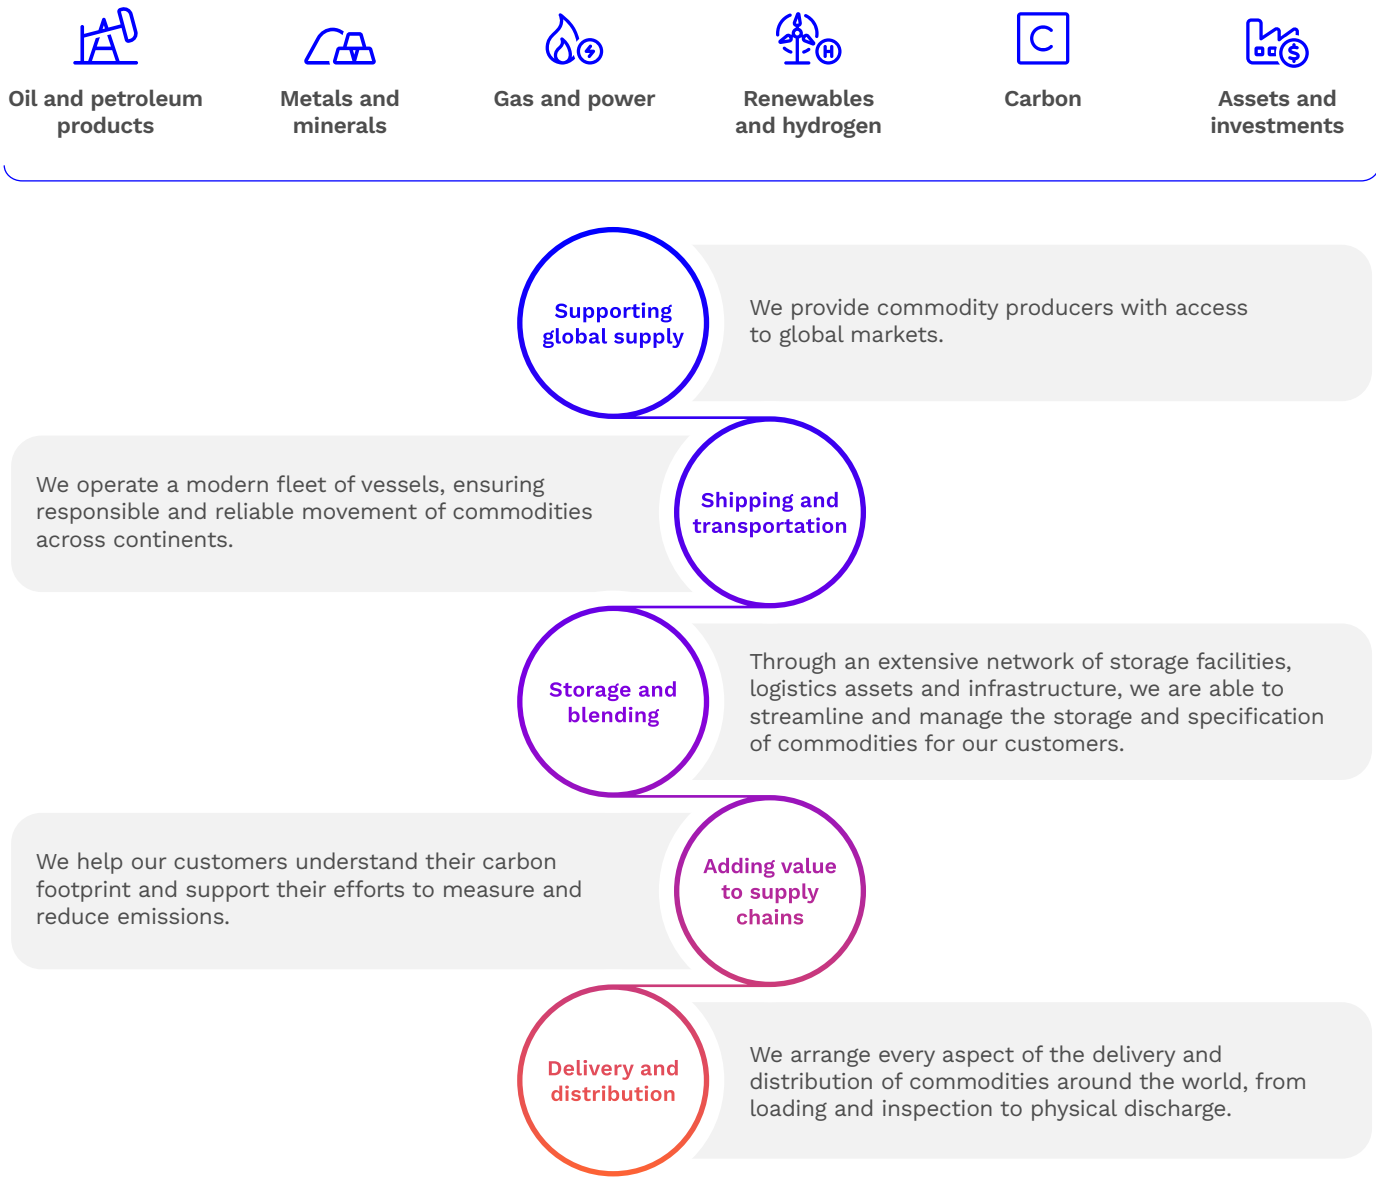 Oil and petroleum
products
Metals and
minerals
Gas and power
H
Renewables
and hydrogen
C
Carbon
$
Assets and
investments
Supporting
global supply
We provide commodity producers with access
to global markets.
We operate a modern fleet of vessels, ensuring
responsible and reliable movement of commodities
across continents.
Shipping and
transportation
Storage and
blending
Through an extensive network of storage facilities,
logistics assets and infrastructure, we are able to
streamline and manage the storage and specification
of commodities for our customers.
We help our customers understand their carbon
footprint and support their efforts to measure and
reduce emissions.
Adding value
to supply
chains
Delivery and
distribution
We arrange every aspect of the delivery and
distribution of commodities around the world, from
loading and inspection to physical discharge.